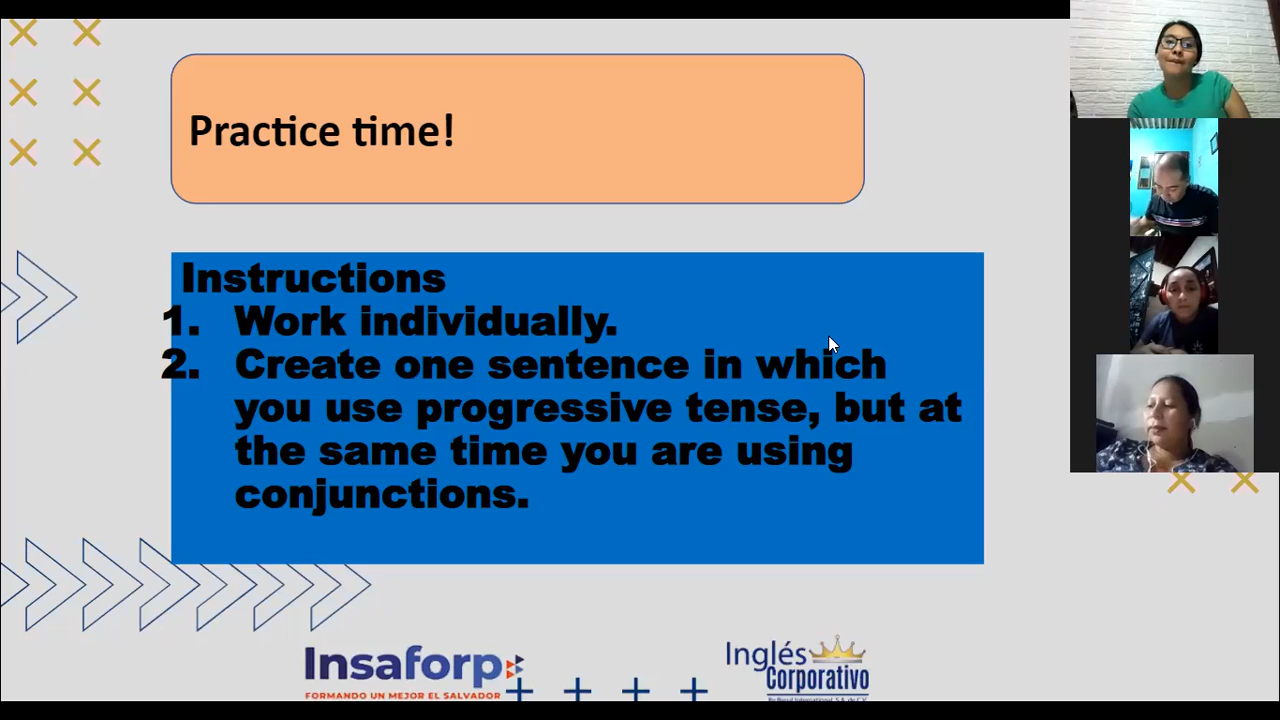 Practice time!
Instructions
1. Work individually.
2. Create one sentence in which
you use progressive tense, but at
the same time you are using
conjunctions.
Insaforp
FORMANDO UN MEJOR EL SALVADOR
Inglés
Corporativo